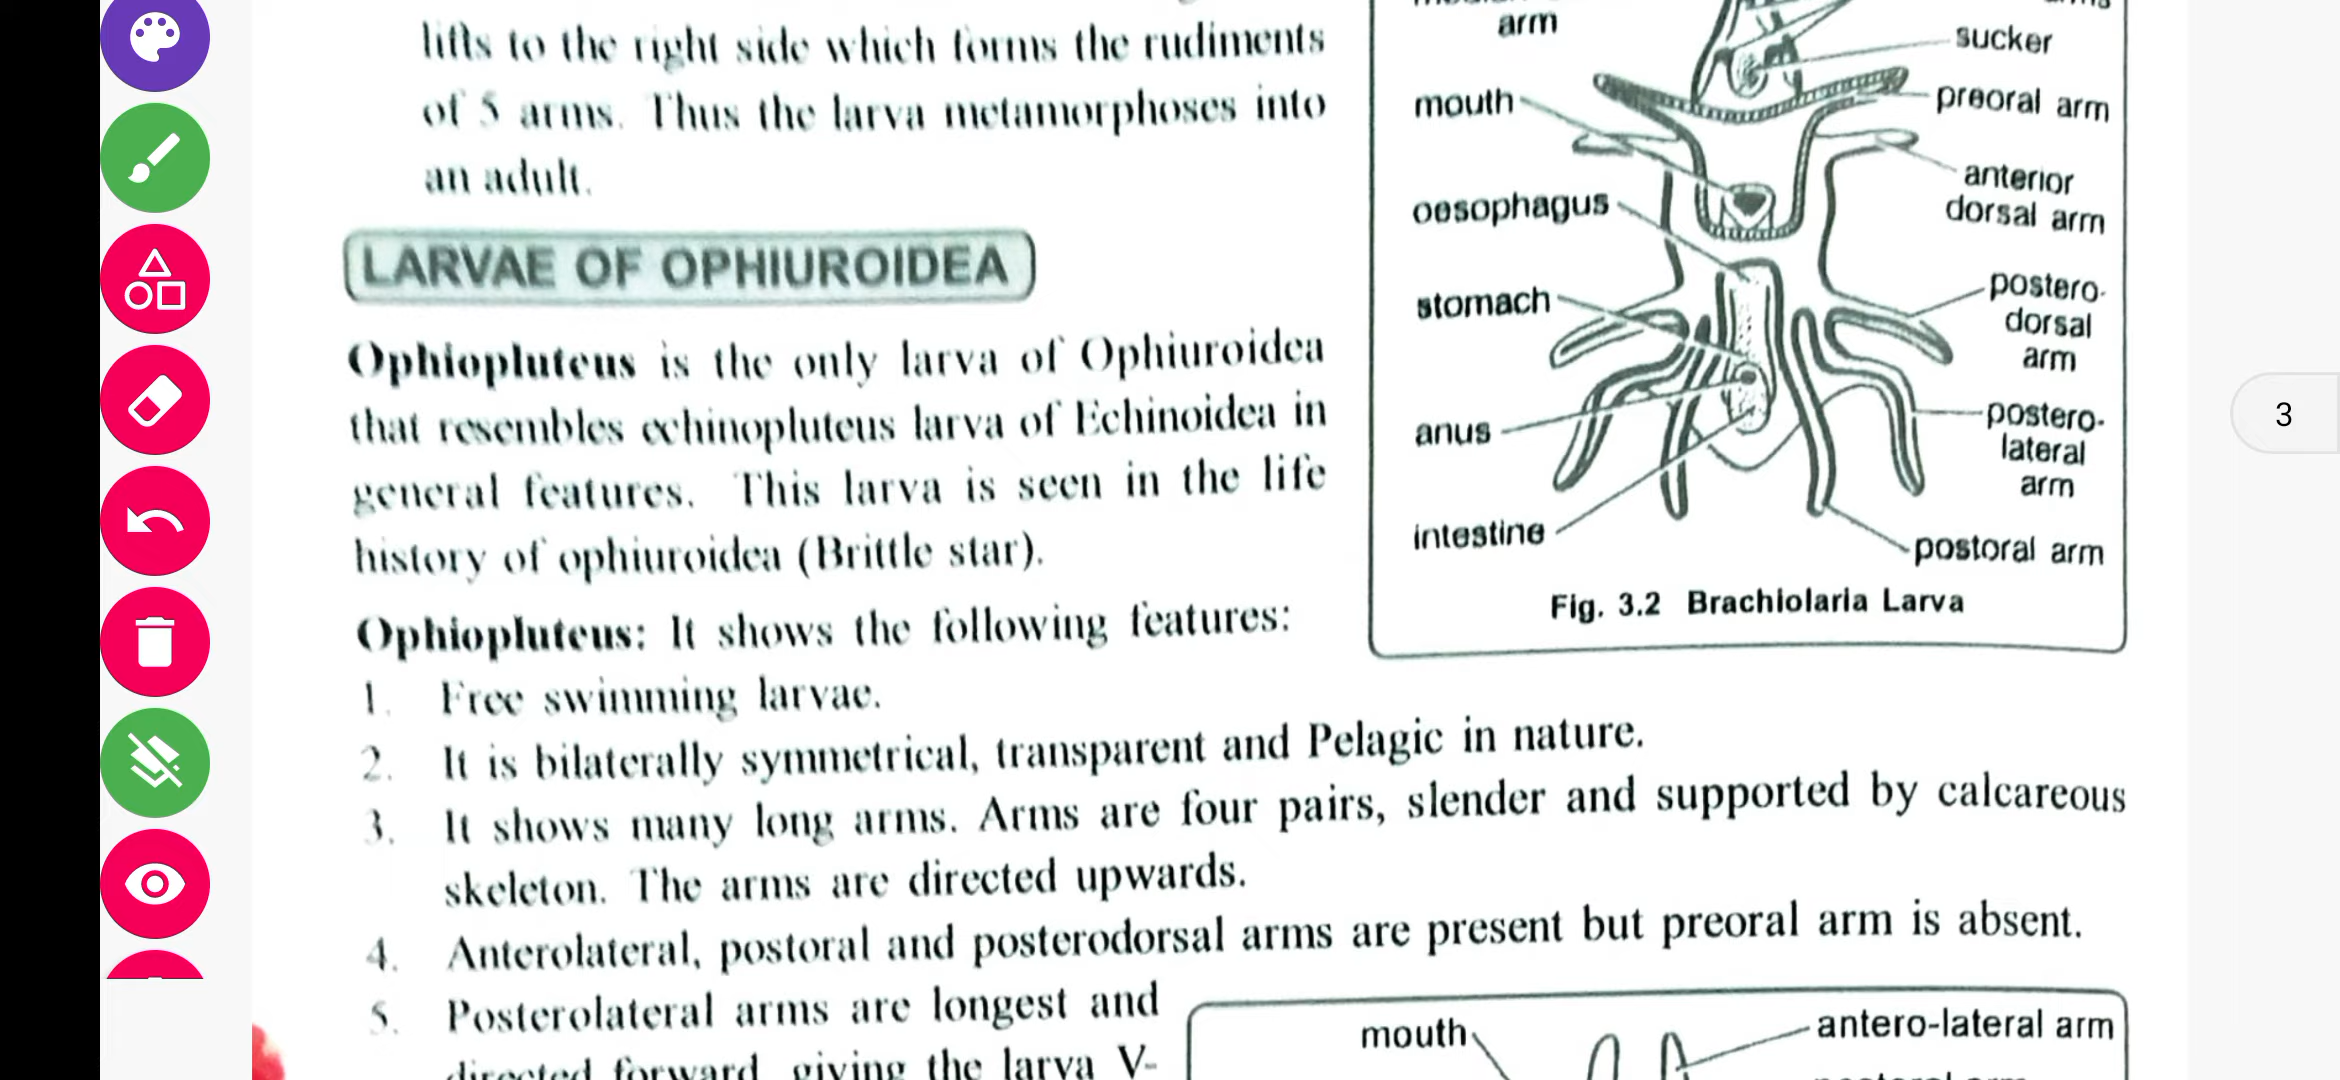 lifts to the right side which forms the rudiments
of 5 arms. Thus the larva metamorphoses into
an adult.
LARVAE OF OPHIUROIDEA
Ophiopluteus is the only larva of Ophiuroidea
that resembles echinopluteus larva of Echinoidea in
general features. This larva is seen in the life
history of ophiuroidea (Brittle star).
Ophiopluteus: It shows the following features:
1. Free swimming larvae.
2. It is bilaterally symmetrical, transparent and Pelagic in nature.
3. It shows many long arms. Arms are four pairs, slender and supported by calcareous
skeleton. The arms are directed upwards.
4. Anterolateral, postoral and posterodorsal arms are present but preoral arm is absent.
5. Posterolateral arms are longest and
directed forward, giving the larva V-
arm
mouth
oesophagus
stomach
anus
intestine
sucker
preoral arm
anterior
dorsal arm
postero-
dorsal
arm
postero-
lateral
arm
postoral arm
Fig. 3.2 Brachiolaria Larva
mouth
antero-lateral arm
3